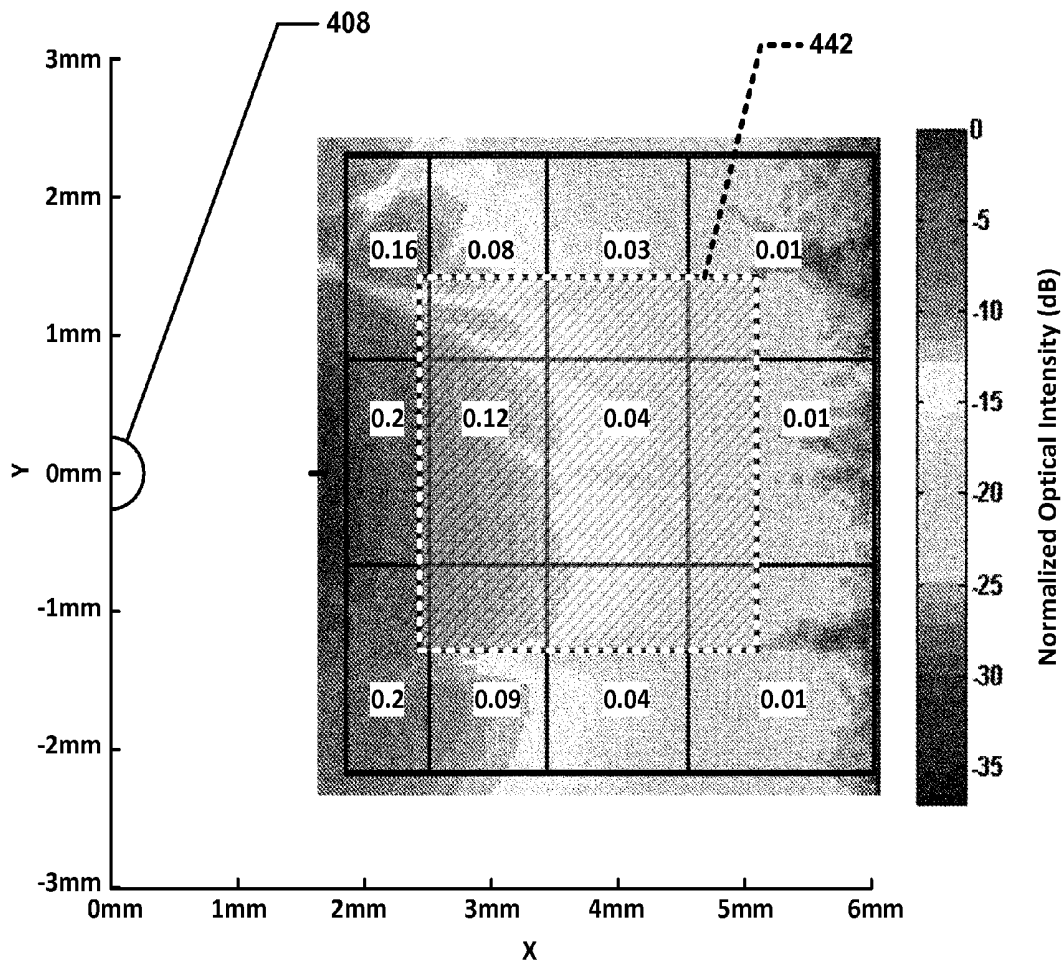 408
442
3mm
2mm
1mm
0mm
-1mm
-2mm
-3mm
Y
0.16 0.08 0.03 0.01
0.2 0.12 0.04 0.01
0.2 0.09 0.04 0.01
0
-5
-10
-15
-20
-25
-30
-35
Normalized Optical Intensity (dB)
0mm 1mm 2mm 3mm 4mm 5mm 6mm
X